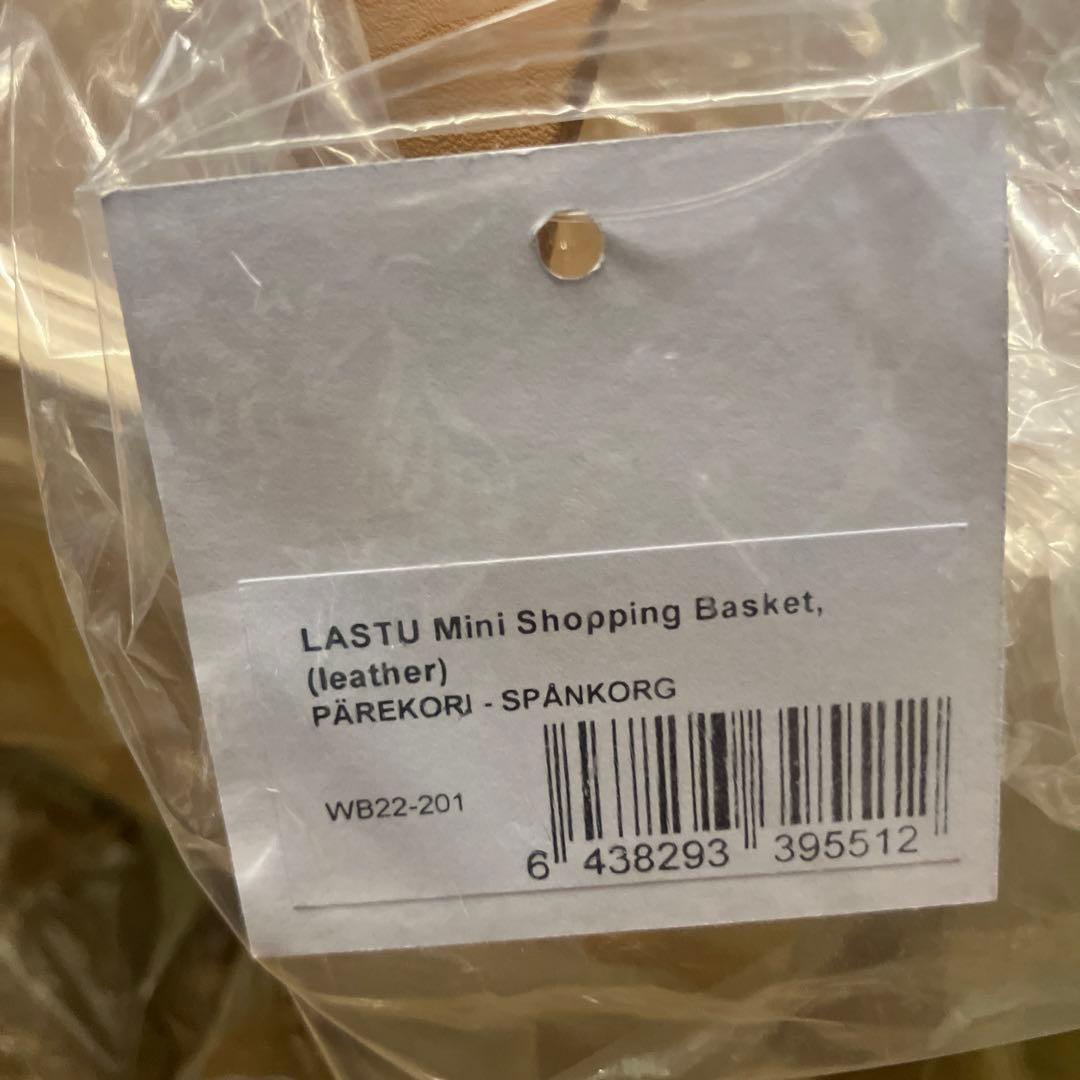 LASTU Mini Shopping Basket,
(leather)
PÄREKORI - SPÅNKORG
WB22-201
6 438293 395512